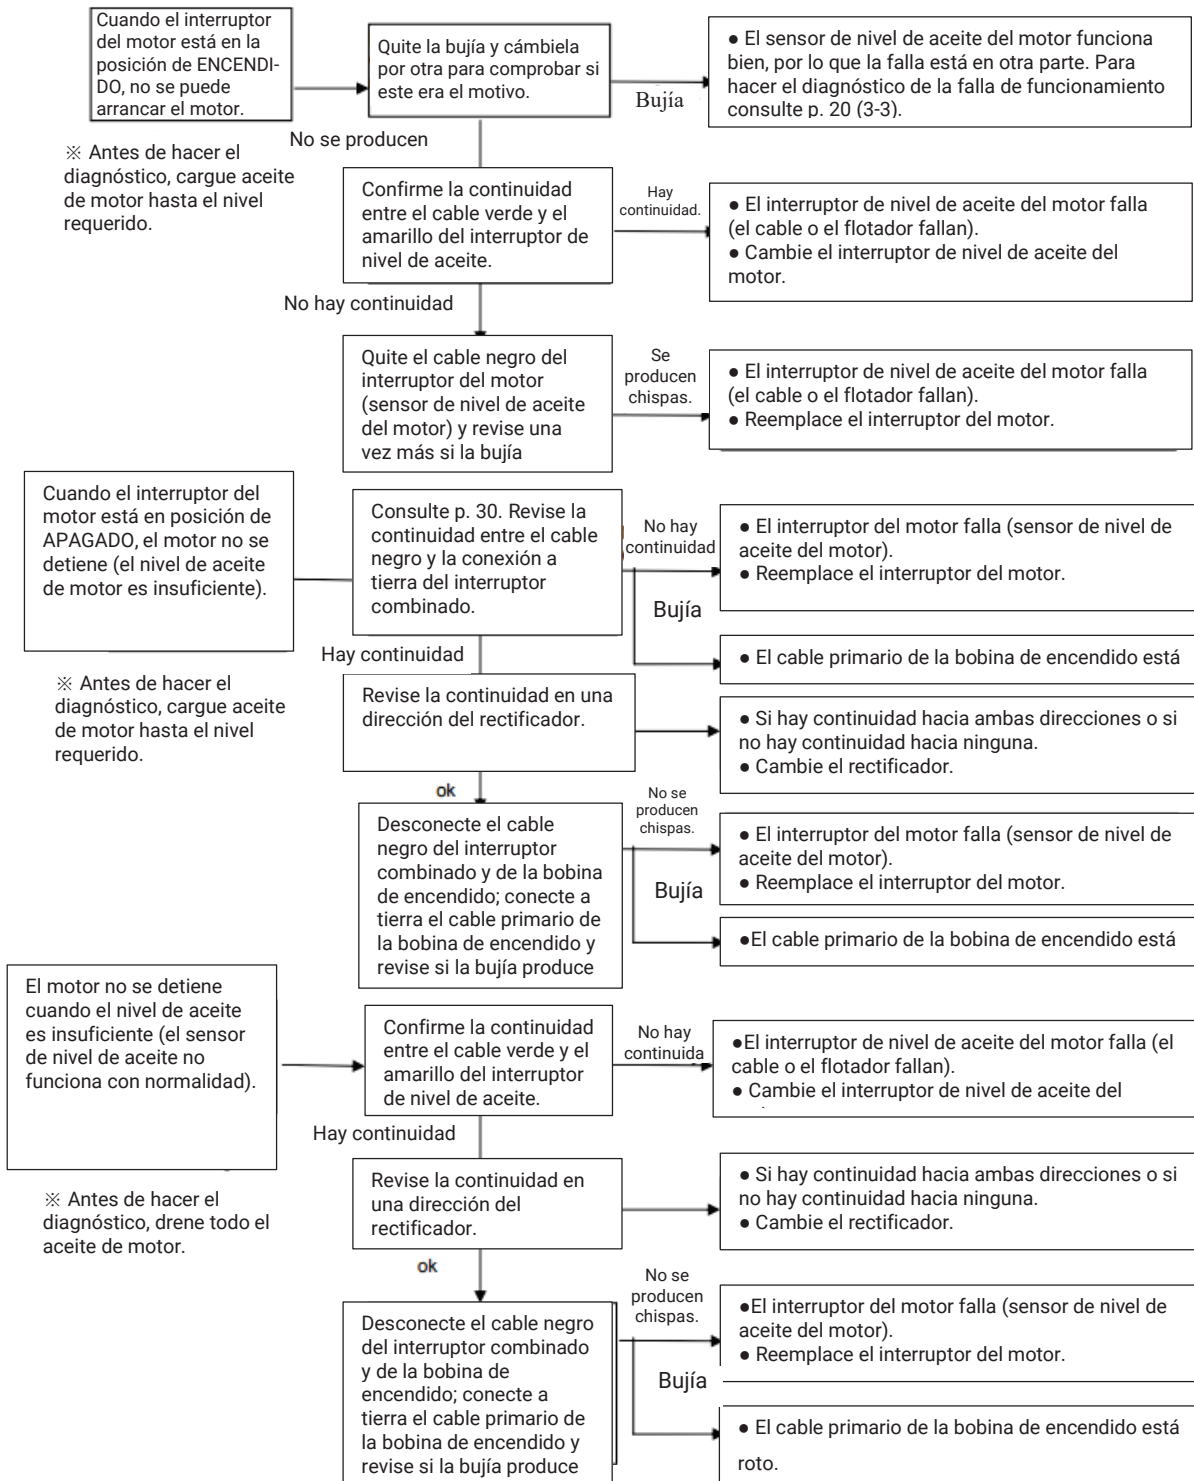 Cuando el interruptor
del motor está en la
posición de ENCENDI-
DO, no se puede
arrancar el motor.
Quite la bujía y cámbiela
por otra para comprobar si
este era el motivo.
Bujía
● El sensor de nivel de aceite del motor funciona
bien, por lo que la falla está en otra parte. Para
hacer el diagnóstico de la falla de funcionamiento
consulte p. 20 (3-3).
No se producen
※ Antes de hacer el
diagnóstico, cargue aceite
de motor hasta el nivel
requerido.
Confirme la continuidad
entre el cable verde y el
amarillo del interruptor de
nivel de aceite.
Hay
continuidad.
● El interruptor de nivel de aceite del motor falla
(el cable o el flotador fallan).
● Cambie el interruptor de nivel de aceite del
motor.
No hay continuidad
Quite el cable negro del
interruptor del motor
(sensor de nivel de aceite
del motor) y revise una
vez más si la bujía
Se
producen
chispas.
● El interruptor de nivel de aceite del motor falla
(el cable o el flotador fallan).
● Reemplace el interruptor del motor.
Cuando el interruptor del
motor está en posición de
APAGADO, el motor no se
detiene (el nivel de aceite
de motor es insuficiente).
Consulte p. 30. Revise la
continuidad entre el cable
negro y la conexión a
tierra del interruptor
combinado.
No hay
continuidad
● El interruptor del motor falla (sensor de nivel de
aceite del motor).
● Reemplace el interruptor del motor.
Bujía
● El cable primario de la bobina de encendido está
Hay continuidad
※ Antes de hacer el
diagnóstico, cargue aceite
de motor hasta el nivel
requerido.
Revise la continuidad en una
dirección del rectificador.
● Si hay continuidad hacia ambas direcciones o si
no hay continuidad hacia ninguna.
● Cambie el rectificador.
ok
Desconecte el cable
negro del interruptor
combinado y de la bobina
de encendido; conecte a
tierra el cable primario de
la bobina de encendido y
revise si la bujía produce
No se
producen
chispas.
● El interruptor del motor falla (sensor de nivel de
aceite del motor).
● Reemplace el interruptor del motor.
Bujía
●El cable primario de la bobina de encendido está
El motor no se detiene
cuando el nivel de aceite
es insuficiente (el sensor
de nivel de aceite no
funciona con normalidad).
Confirme la continuidad
entre el cable verde y el
amarillo del interruptor
de nivel de aceite.
No hay
continuida
●El interruptor de nivel de aceite del motor falla (el
cable o el flotador fallan).
● Cambie el interruptor de nivel de aceite del
Hay continuidad
※ Antes de hacer el
diagnóstico, drene todo el
aceite de motor.
Revise la continuidad en
una dirección del
rectificador.
● Si hay continuidad hacia ambas direcciones o si
no hay continuidad hacia ninguna.
● Cambie el rectificador.
ok
Desconecte el cable negro
del interruptor combinado
y de la bobina de
encendido; conecte a
tierra el cable primario de
la bobina de encendido y
revise si la bujía produce
No se
producen
chispas.
●El interruptor del motor falla (sensor de nivel de
aceite del motor).
● Reemplace el interruptor del motor.
Bujía
● El cable primario de la bobina de encendido está
roto.